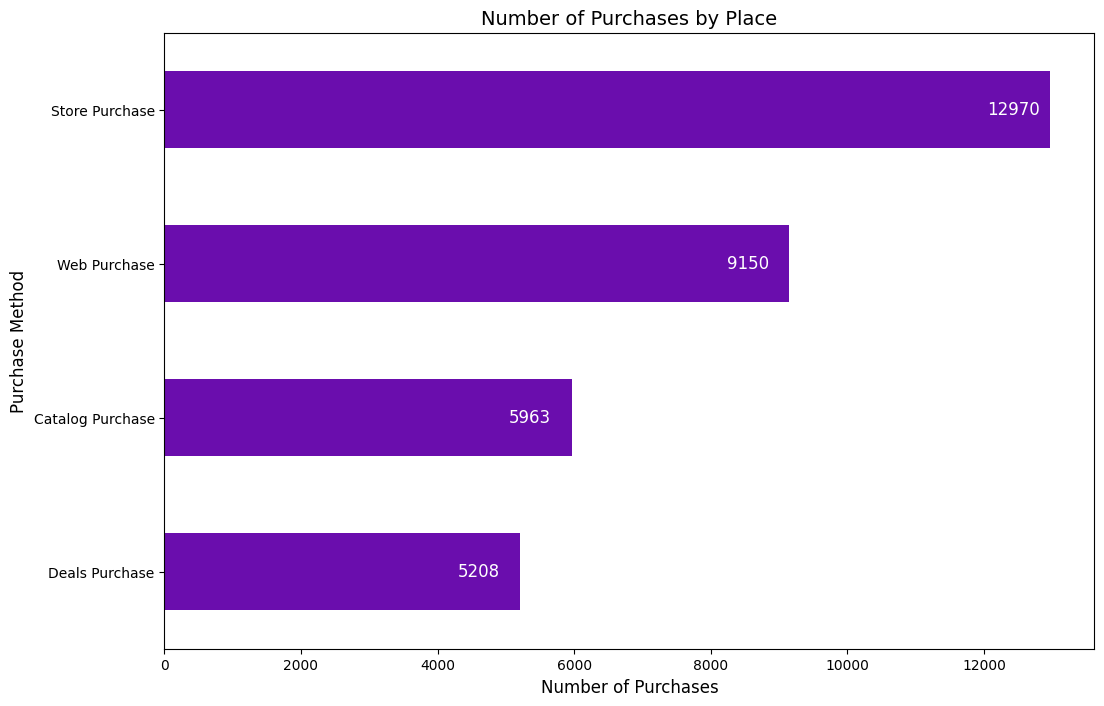 Number of Purchases by Place
Purchase Method
Store Purchase
12970
Web Purchase
9150
Catalog Purchase
5963
Deals Purchase
5208
0 2000 4000 6000 8000 10000 12000
Number of Purchases